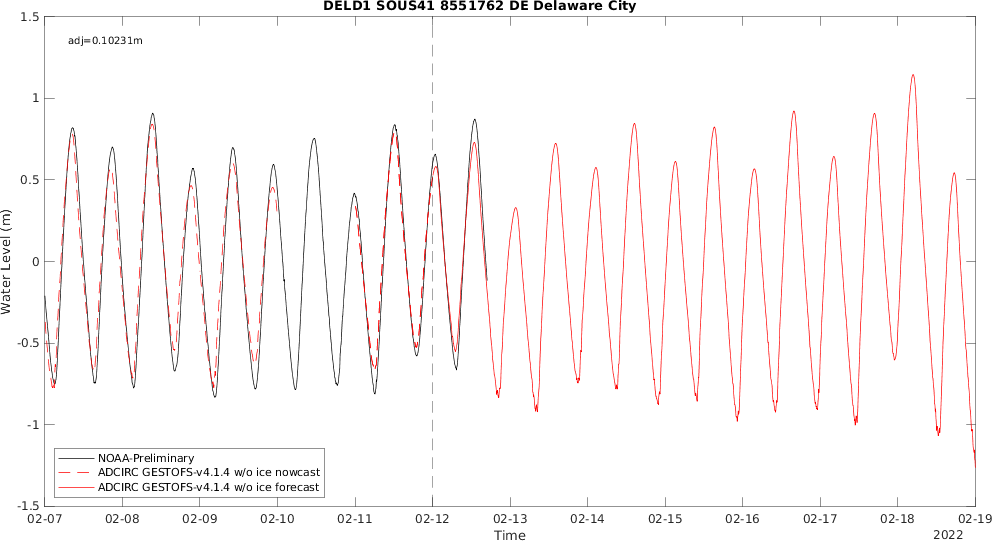 DELD1 SOUS41 8551762 DE Delaware City
adj=0.10231m
1.5
1
0.5
0
-0.5
-1
-1.5
Water Level (m)
NOAA-Preliminary
ADCIRC GESTOFS-v4.1.4 w/o ice nowcast
ADCIRC GESTOFS-v4.1.4 w/o ice forecast
02-07 02-08 02-09 02-10 02-11 02-12 02-13 02-14 02-15 02-16 02-17 02-18 02-19
Time
2022